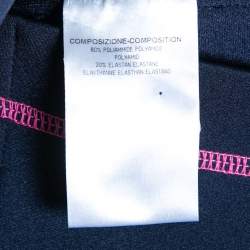 COMPOSIZIONE-COMPOSITION
80% POLIAMMIDE POLYAMIDE
POLYAMID
20% ELASTAN ELASTANE
ELASTHANNE ELASTHAN ELASTANO